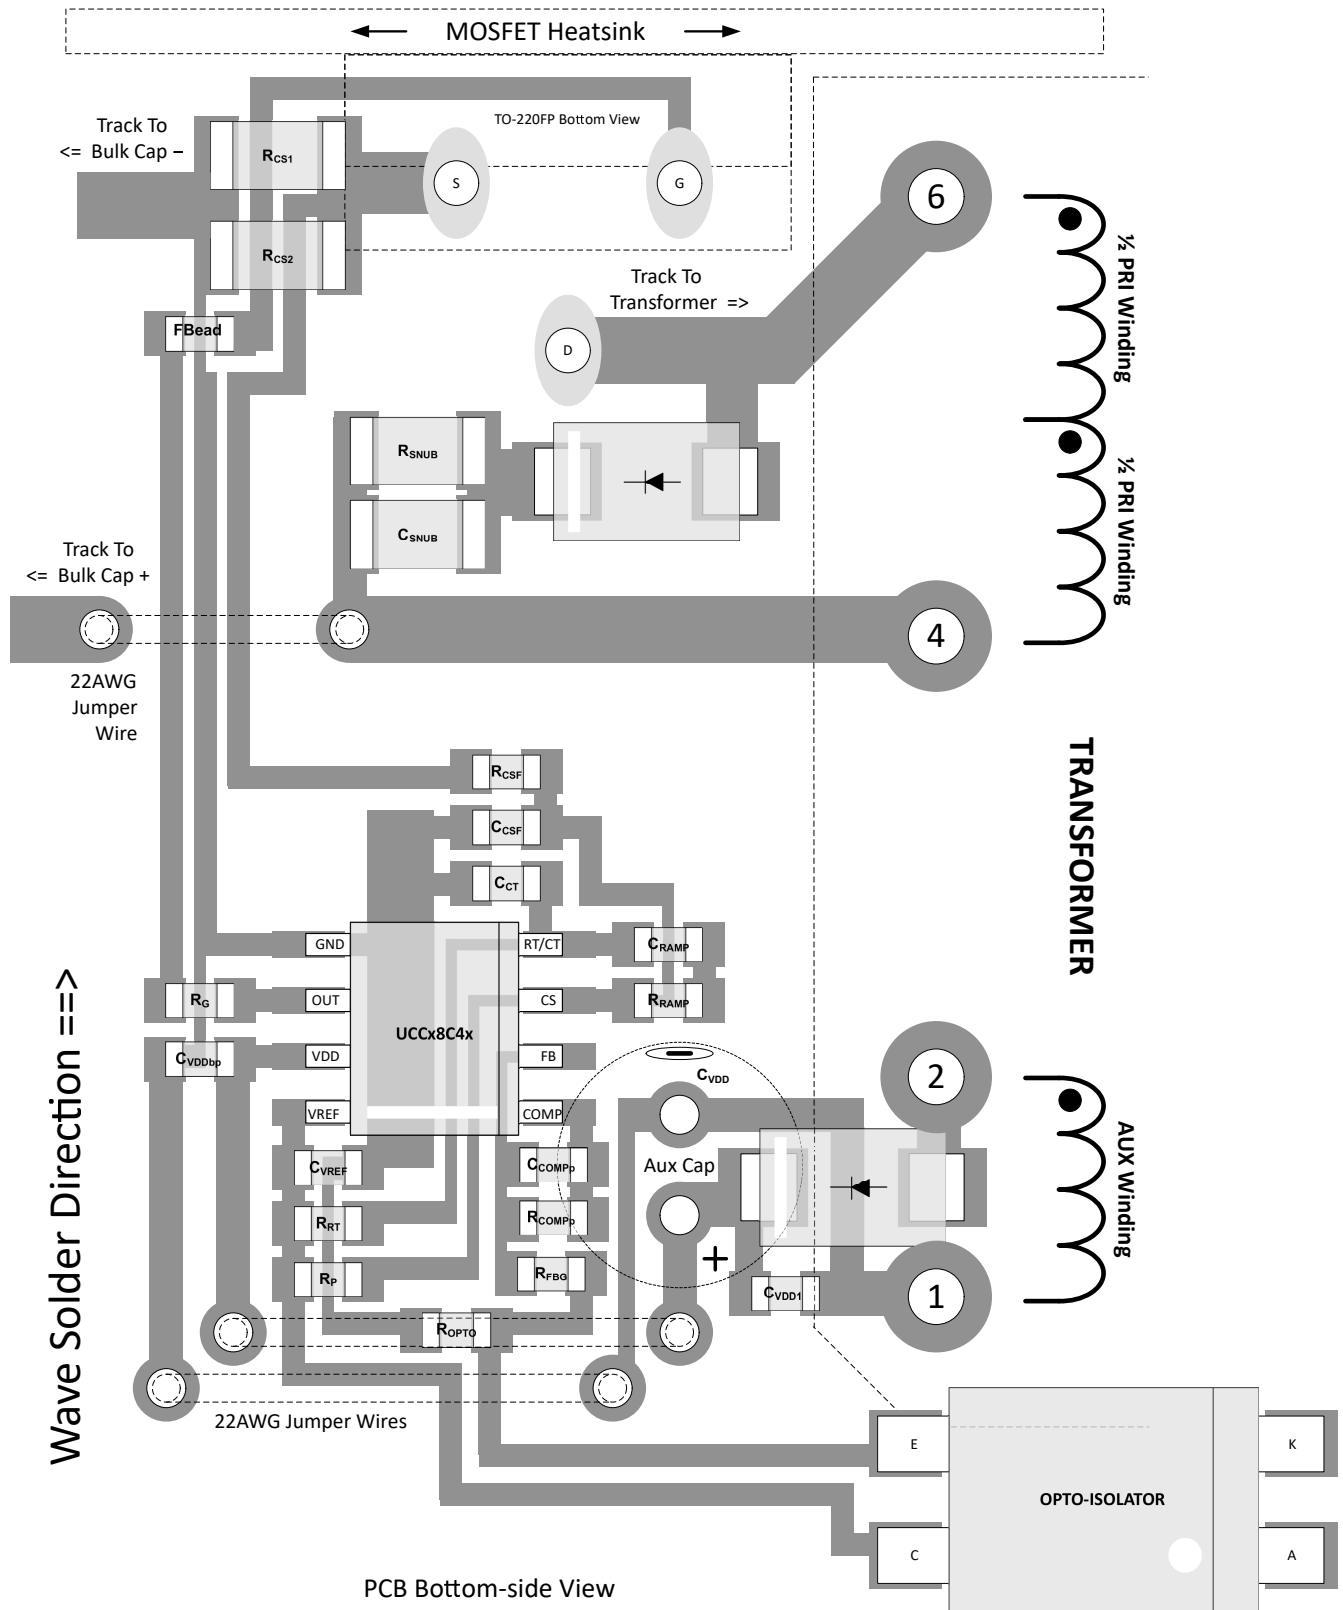 MOSFET Heatsink
Track To
<= Bulk Cap –
TO-220FP Bottom View
RCS1
S
G
6
RCS2
½ PRI Winding
Track To
Transformer =>
FBead
D
RSNUB
½ PRI Winding
CSNUB
Track To
<= Bulk Cap +
4
22AWG
Jumper
Wire
TRANSFORMER
RCSF
CCSF
CCT
GND
RT/CT
CRAMP
RG
OUT
CS
RRAMP
UCCx8C4x
CVDDbp
VDD
FB
–
CVDD
2
VREF
COMP
AUX Winding
CVREF
CCOMPp
Aux Cap
RRT
RCOMPp
+
RP
RFBG
CVDD1
1
ROPTO
22AWG Jumper Wires
Wave Solder Direction ==>
E
K
OPTO-ISOLATOR
C
A
PCB Bottom-side View